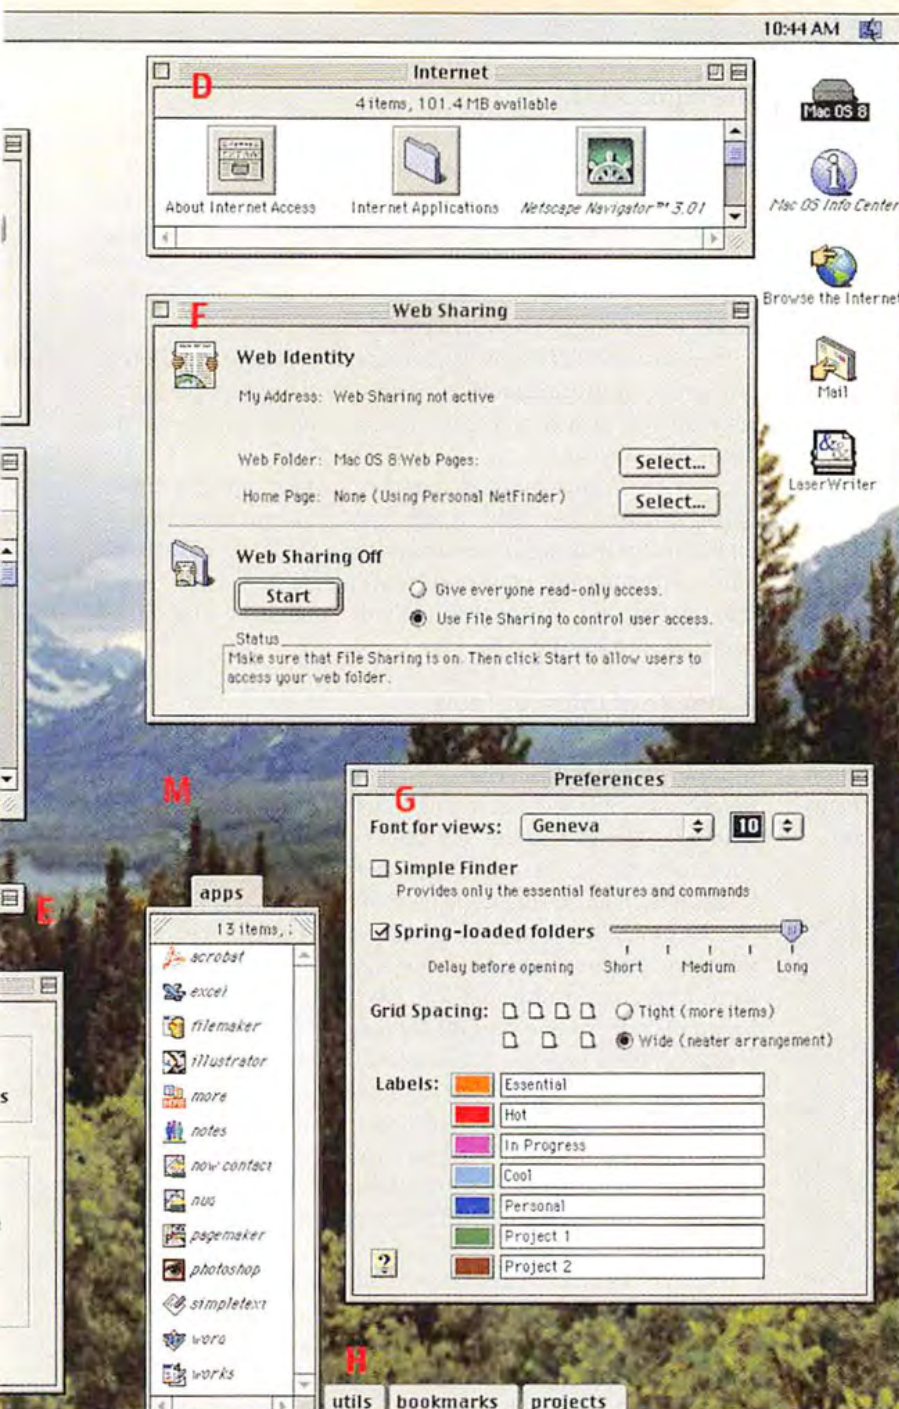 10:44 AM
D
Internet
4 items, 101.4 MB available
About Internet Access
Internet Applications
Netscape Navigator™ 3.01
Mac OS 8
Mac OS Info Center
Browse the Internet
Mail
LaserWriter
F
Web Sharing
Web Identity
My Address: Web Sharing not active
Web Folder: Mac OS 8:Web Pages:
Select...
Home Page: None (Using Personal NetFinder)
Select...
Web Sharing Off
Start
Give everyone read-only access.
Use File Sharing to control user access.
Status
Make sure that File Sharing is on. Then click Start to allow users to
access your web folder.
M
E
apps
13 items,
acrobat
excel
filemaker
illustrator
more
notes
now contact
nuo
pagemaker
photoshop
simpletext
word
works
G
Preferences
Font for views: Geneva 10
Simple Finder
Provides only the essential features and commands
Spring-loaded folders
Delay before opening Short Medium Long
Grid Spacing: Tight (more items)
Wide (neater arrangement)
Labels: Essential
Hot
In Progress
Cool
Personal
Project 1
Project 2
?
s
H
utils
bookmarks
projects